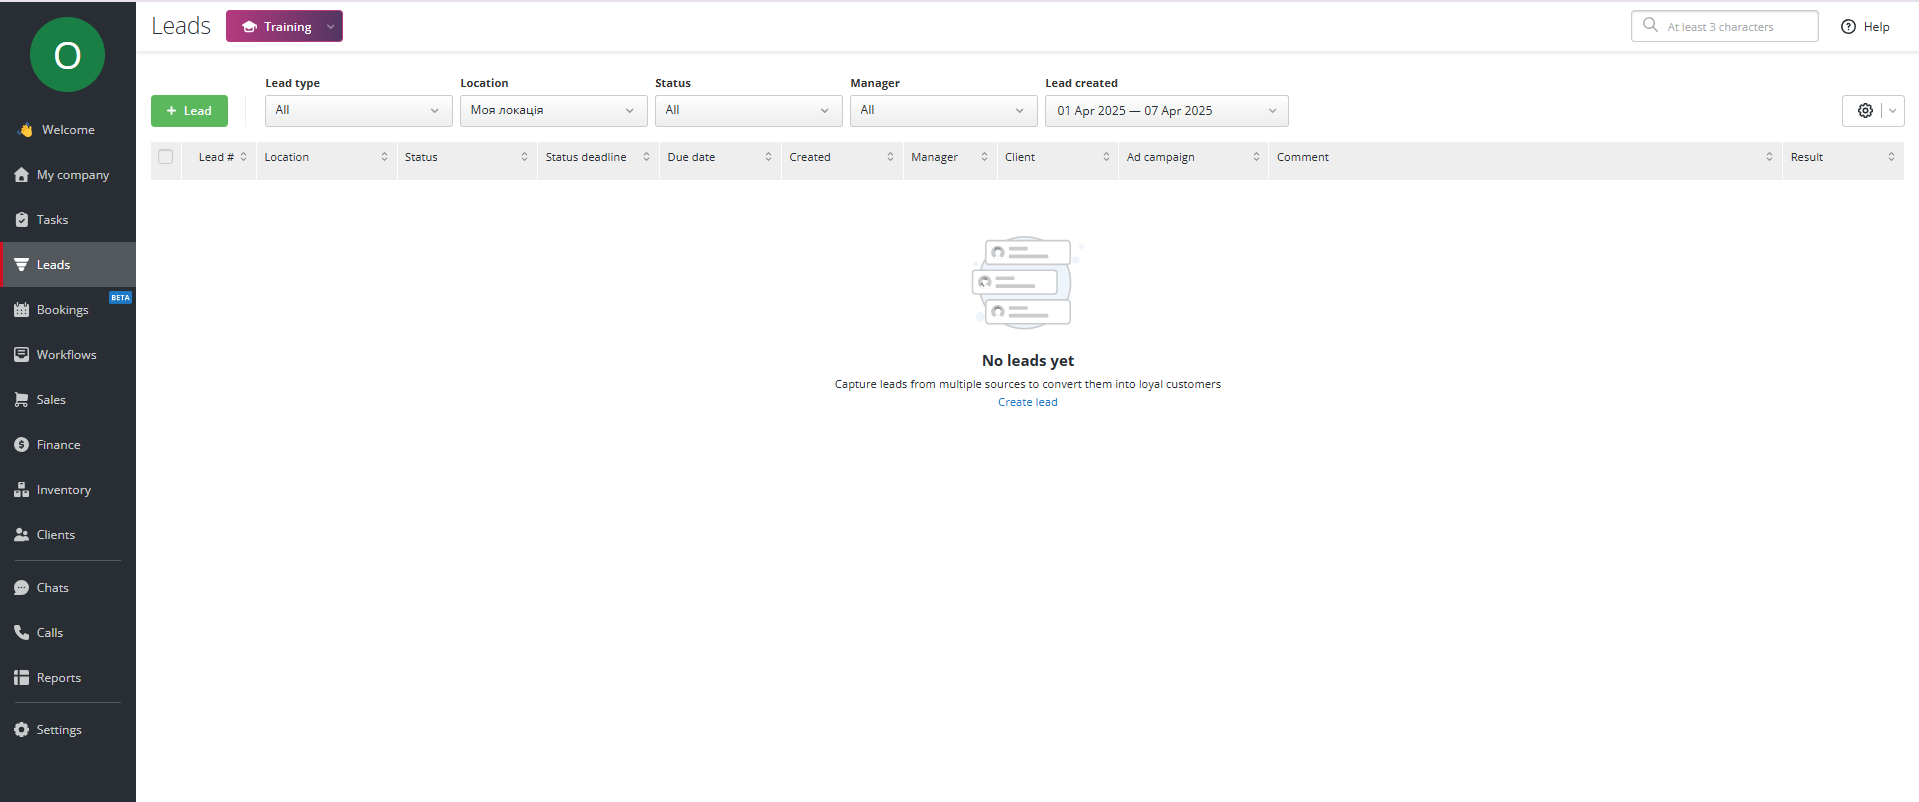 O
Welcome
My company
Tasks
Leads
BETA
Bookings
Workflows
Sales
Finance
Inventory
Clients
Chats
Calls
Reports
Settings
Leads
Training
At least 3 characters
Help
+ Lead
Lead type
All
Location
Моя локація
Status
All
Manager
All
Lead created
01 Apr 2025 — 07 Apr 2025
Lead # Location Status Status deadline Due date Created Manager Client Ad campaign Comment Result
No leads yet
Capture leads from multiple sources to convert them into loyal customers
Create lead